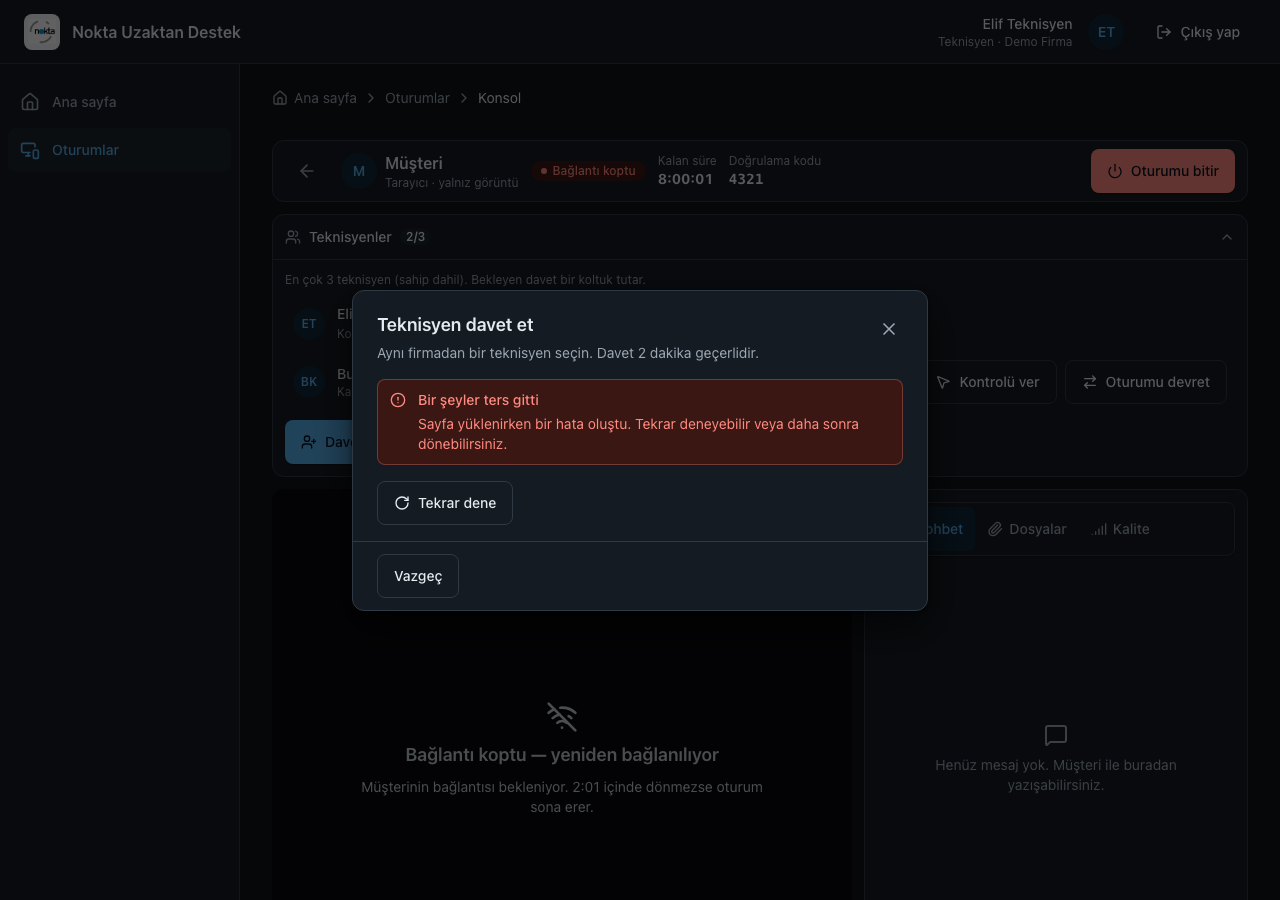 nokta
Nokta Uzaktan Destek
Elif Teknisyen
Teknisyen · Demo Firma
ET
Çıkış yap
Ana sayfa
Oturumlar
Ana sayfa
Oturumlar
Konsol
M
Müşteri
Tarayıcı · yalnız görüntü
Bağlantı koptu
Kalan süre
8:00:01
Doğrulama kodu
4321
Oturumu bitir
Teknisyenler 2/3
En çok 3 teknisyen (sahip dahil). Bekleyen davet bir koltuk tutar.
ET
BK
Kontrolü ver
Oturumu devret
Teknisyen davet et
Aynı firmadan bir teknisyen seçin. Davet 2 dakika geçerlidir.
Bir şeyler ters gitti
Sayfa yüklenirken bir hata oluştu. Tekrar deneyebilir veya daha sonra
dönebilirsiniz.
Tekrar dene
Vazgeç
Dosyalar
Kalite
Bağlantı koptu — yeniden bağlanılıyor
Müşterinin bağlantısı bekleniyor. 2:01 içinde dönmezse oturum
sona erer.
Henüz mesaj yok. Müşteri ile buradan
yazışabilirsiniz.